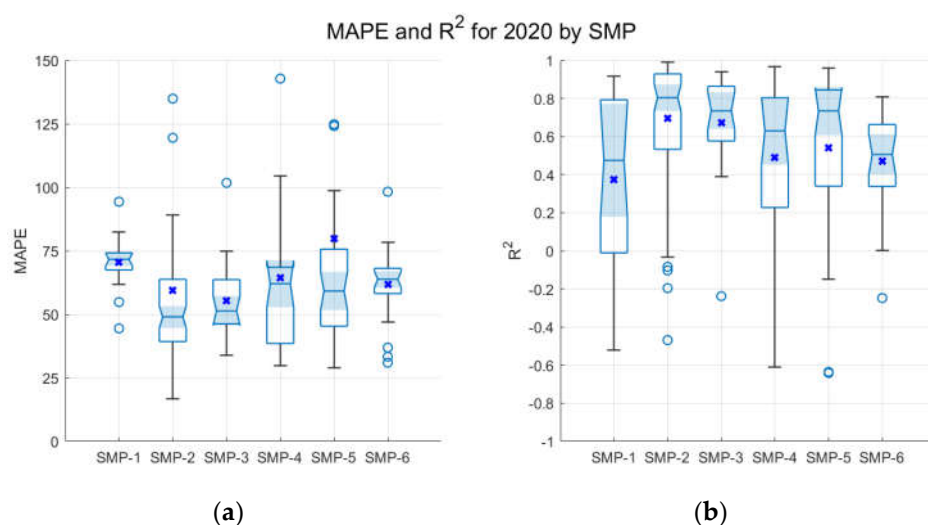 MAPE and R² for 2020 by SMP
MAPE
150
125
100
75
50
25
0
SMP-1 SMP-2 SMP-3 SMP-4 SMP-5 SMP-6
(a)
R²
1
0.8
0.6
0.4
0.2
0
-0.2
-0.4
-0.6
-0.8
-1
SMP-1 SMP-2 SMP-3 SMP-4 SMP-5 SMP-6
(b)